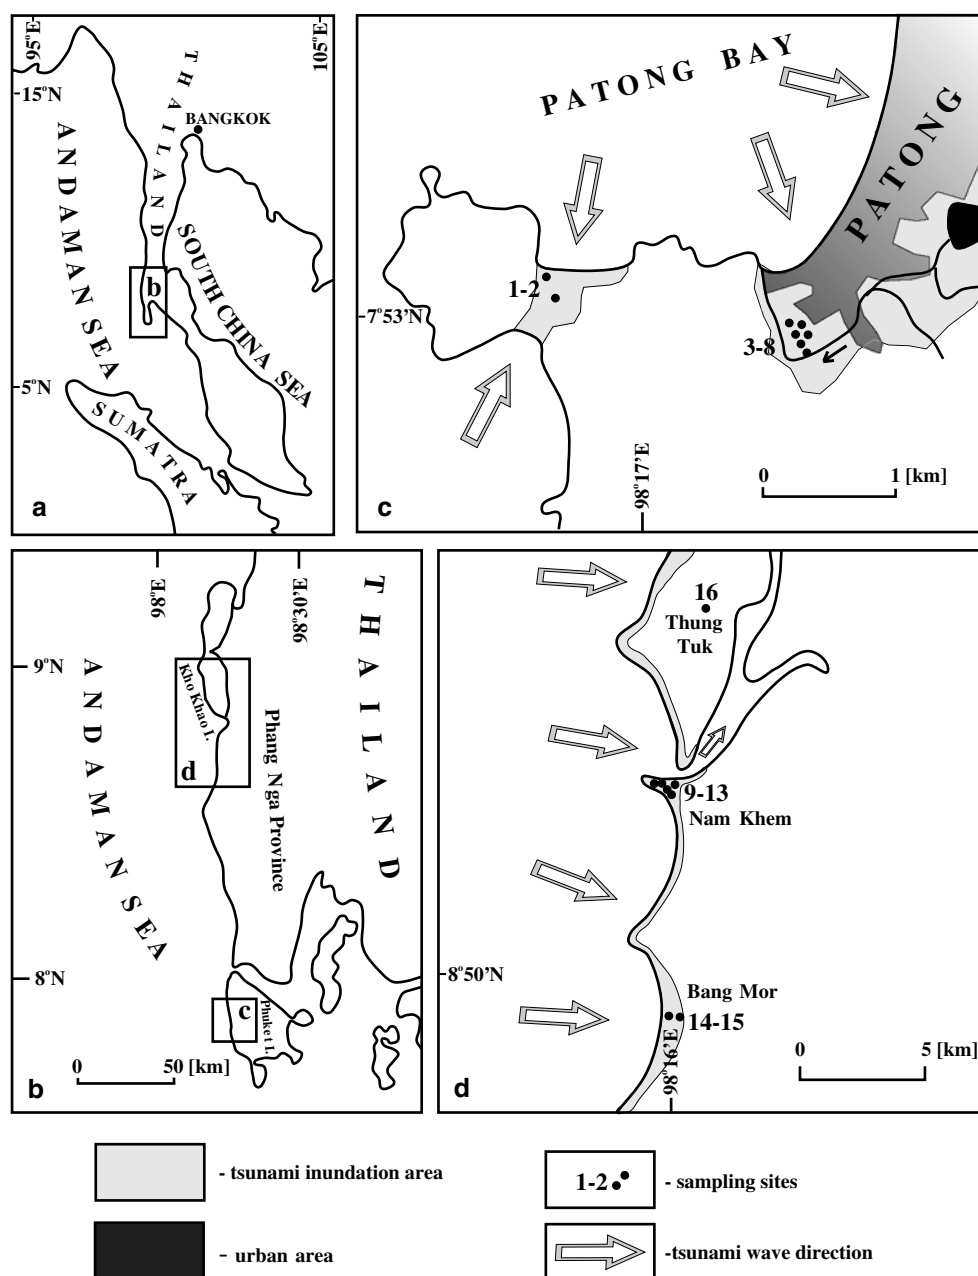 95°E
105°E
15°N
THAILAND
BANGKOK
ANDAMAN SEA
SOUTH CHINA SEA
b
5°N
SUMATRA
a
PATONG BAY
PATONG
1-2
7°53'N
3-8
98°17'E
0 1 [km]
c
98°E
98°30'E
THAILAND
9°N
ANDAMAN SEA
Kho Khao I.
d
Phang Nga Province
8°N
c
Phuket I.
0 50 [km]
b
16
Thung
Tuk
9-13
Nam Khem
8°50'N
Bang Mor
14-15
98°16'E
0 5 [km]
d
- tsunami inundation area
1-2 - sampling sites
- urban area
-tsunami wave direction